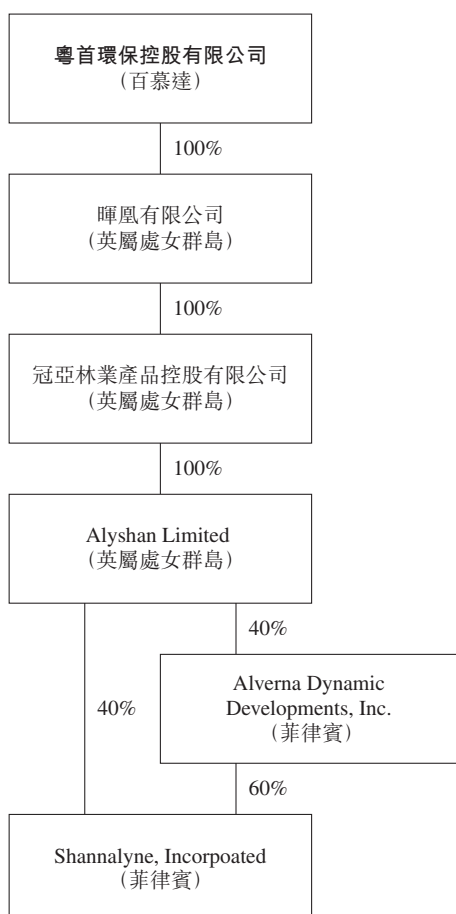 粵首環保控股有限公司
（百慕達）
100%
暉凰有限公司
（英屬處女群島）
100%
冠亞林業產品控股有限公司
（英屬處女群島）
100%
Alyshan Limited
（英屬處女群島）
40%
Alverna Dynamic
Developments, Inc.
（菲律賓）
40%
60%
Shannalyne, Incorpoated
（菲律賓）